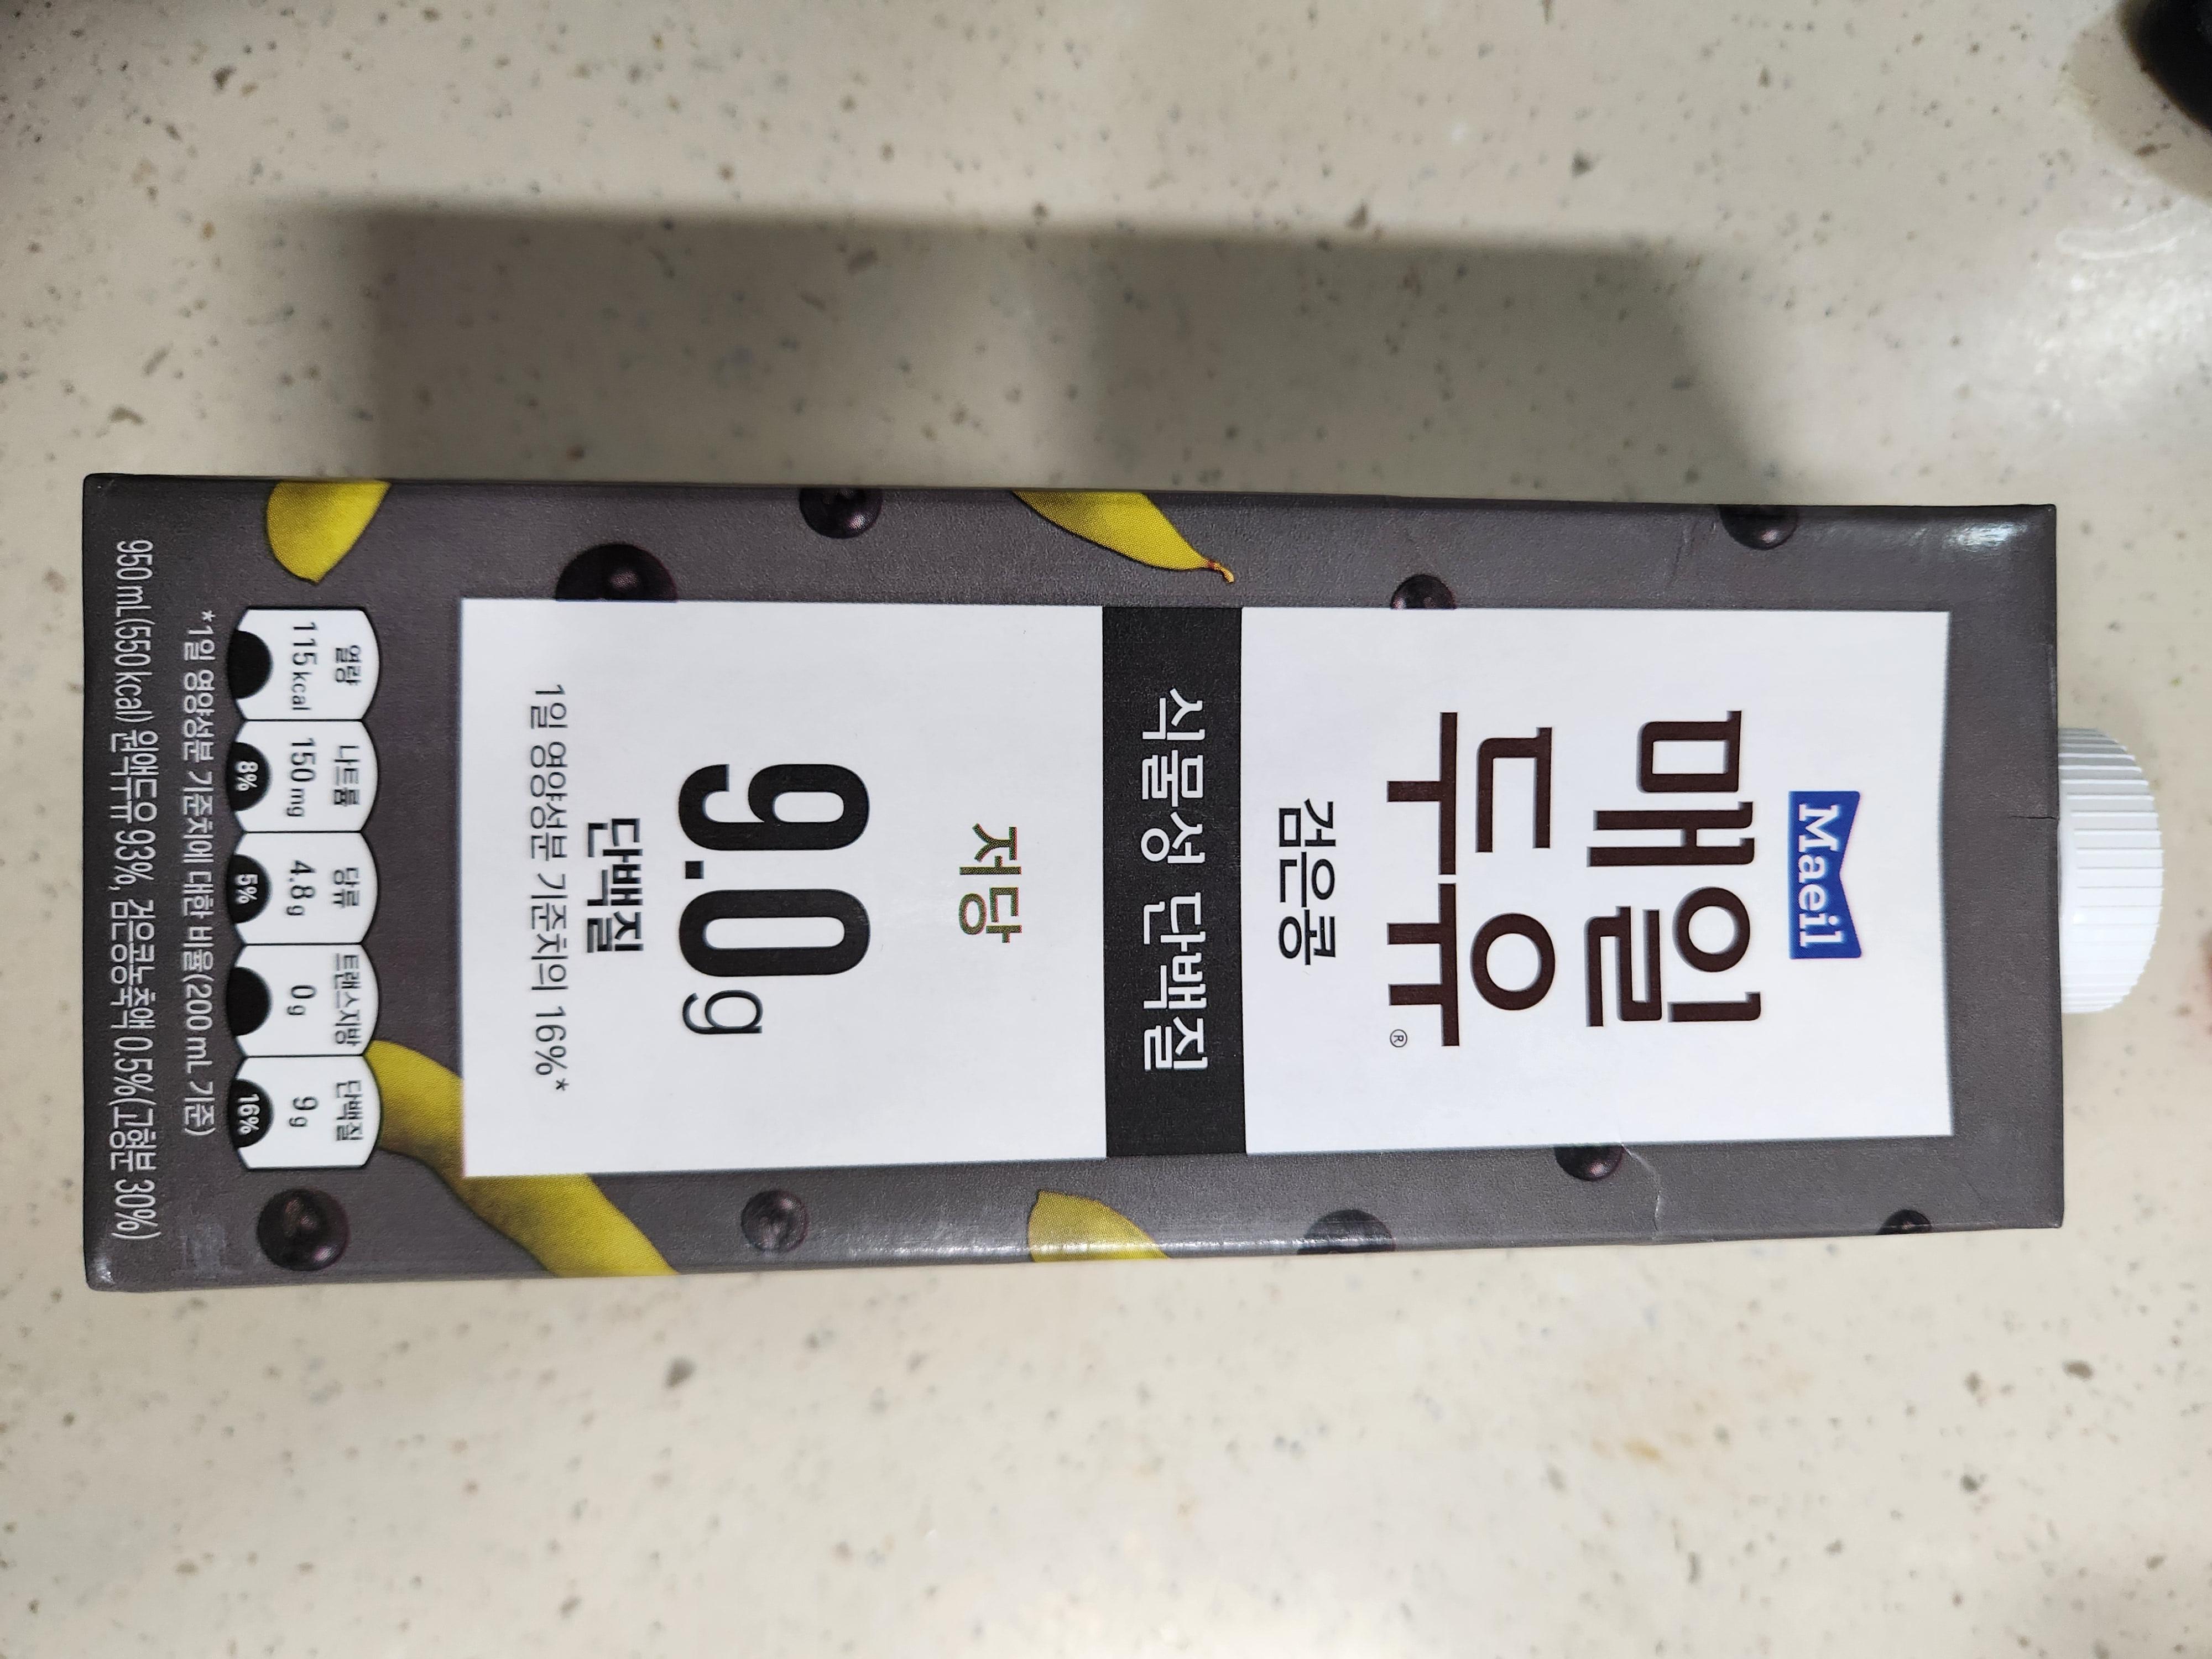 Maeil
매일
두유®
검은콩
식물성 단백질
저당
9.0g
단백질
1일 영양성분 기준치의 16%*
열량 나트륨 당류 트랜스지방 단백질
115 kcal 150 mg 4.8 g 0 g 9 g
8% 5% 16%
*1일 영양성분 기준치에 대한 비율(200 mL 기준)
950 mL(550 kcal) 원액두유 93%, 검은콩농축액 0.5%(고형분 30%)